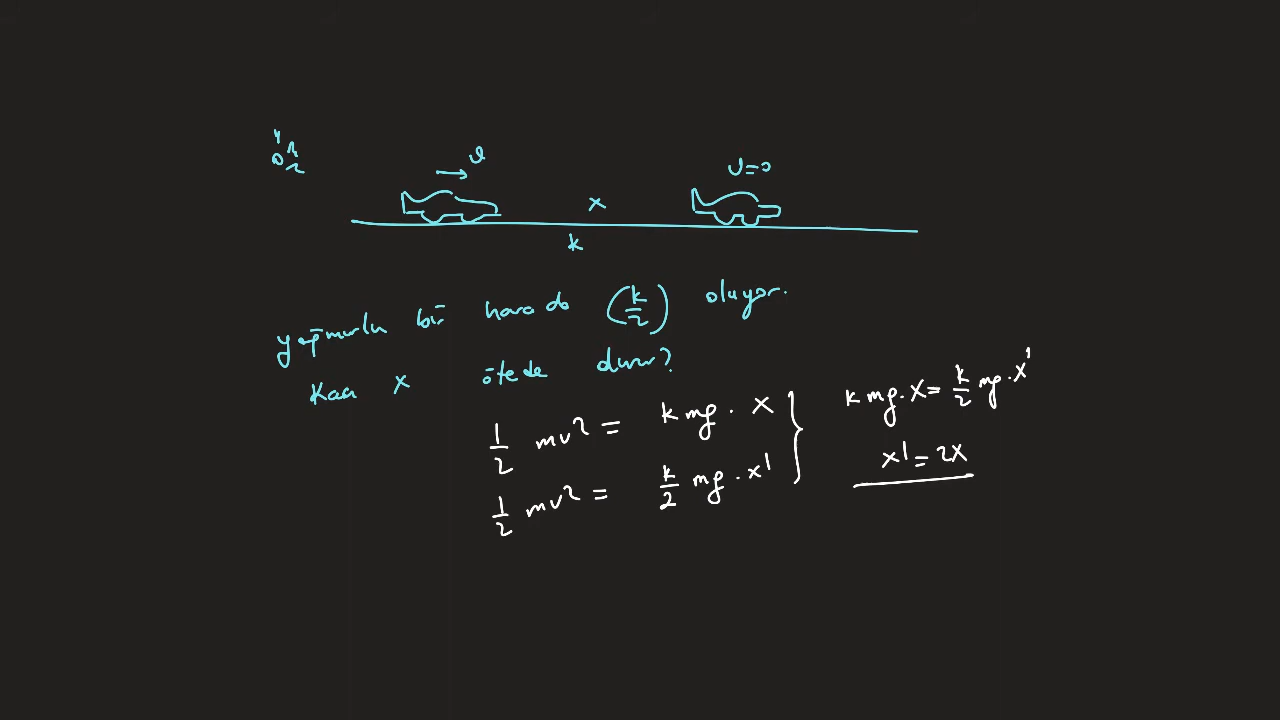 ör
v v=0
x
k
yağmurlu bir havada (k/2) oluyor.
Kaç x ötede durur?
1/2 mv² = kmg · x
1/2 mv² = k/2 mg · x'
kmg · x = k/2 mg · x'
x' = 2x